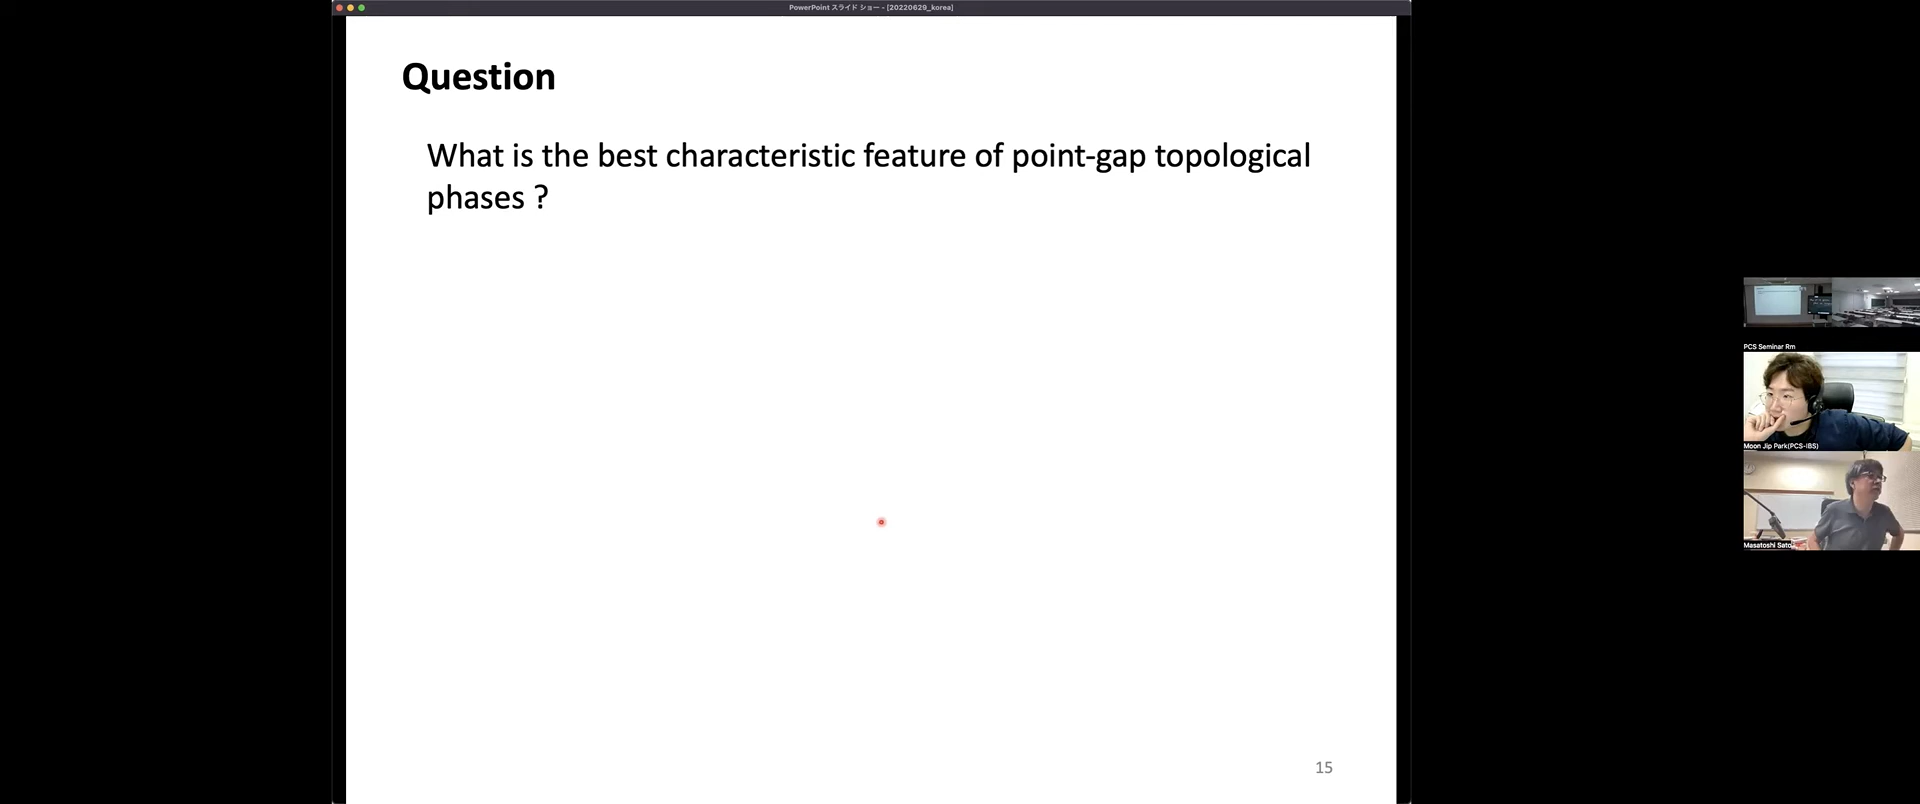 PowerPoint スライド ショー - [20220629_korea]
Question
What is the best characteristic feature of point-gap topological
phases ?
15
PCS Seminar Rm
Moon Jip Park(PCS-IBS)
Masatoshi Sato